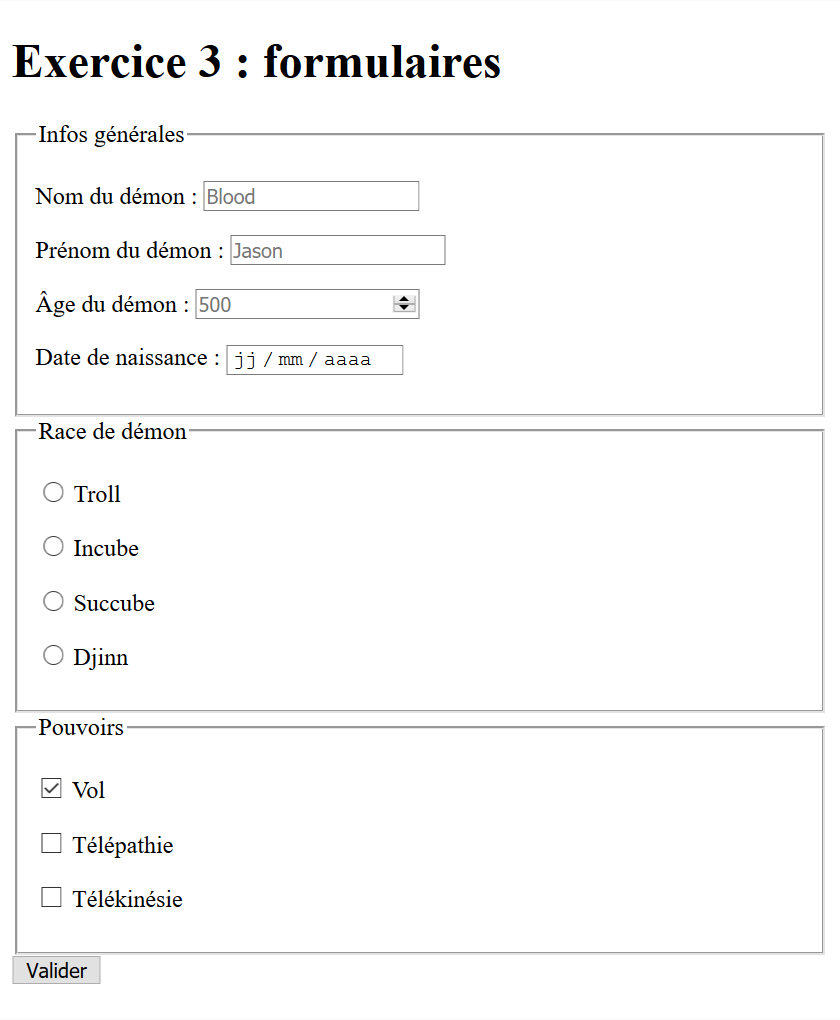 Exercice 3 : formulaires
Infos générales
Nom du démon : Blood
Prénom du démon : Jason
Âge du démon : 500
Date de naissance : jj / mm / aaaa
Race de démon
Troll
Incube
Succube
Djinn
Pouvoirs
Vol
Télépathie
Télékinésie
Valider